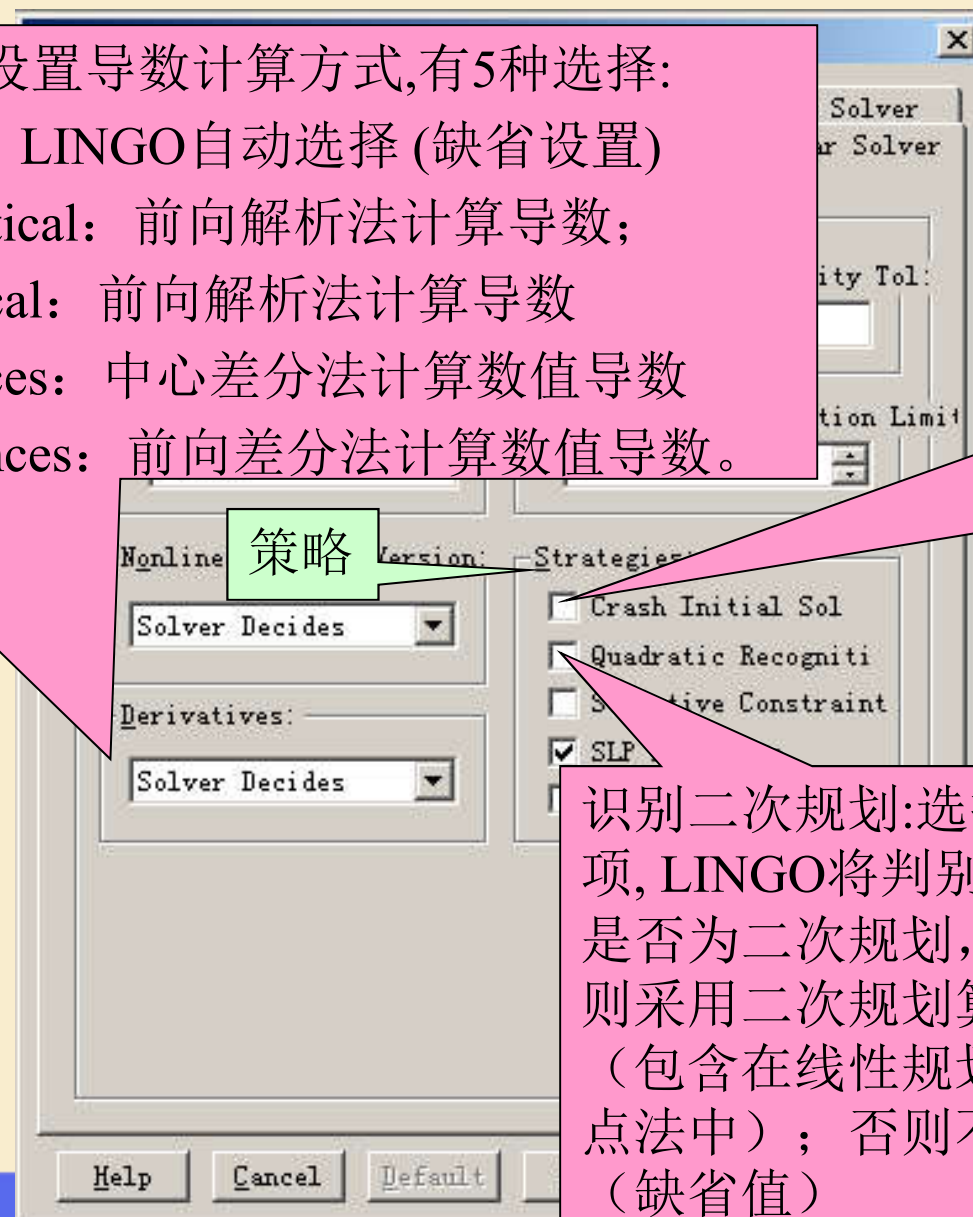 设置导数计算方式,有5种选择:
LINGO自动选择 (缺省设置)
tical：前向解析法计算导数；
cal：前向解析法计算导数
ces：中心差分法计算数值导数
nces：前向差分法计算数值导数。
Solver
r Solver
ity Tol:
tion Limit
Nonline
策略
Version:
Strategies:
Solver Decides
Crash Initial Sol
Quadratic Recogniti
Constraint
Derivatives:
SLP
Solver Decides
识别二次规划:选
项, LINGO将判别
是否为二次规划，
则采用二次规划
（包含在线性规
点法中）；否则
（缺省值）
Help
Cancel
Default